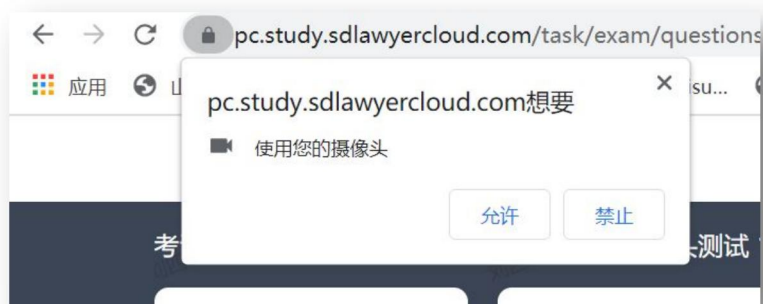 pc.study.sdlawyercloud.com/task/exam/questions
应用
isu...
pc.study.sdlawyercloud.com想要
使用您的摄像头
允许 禁止
考
测试